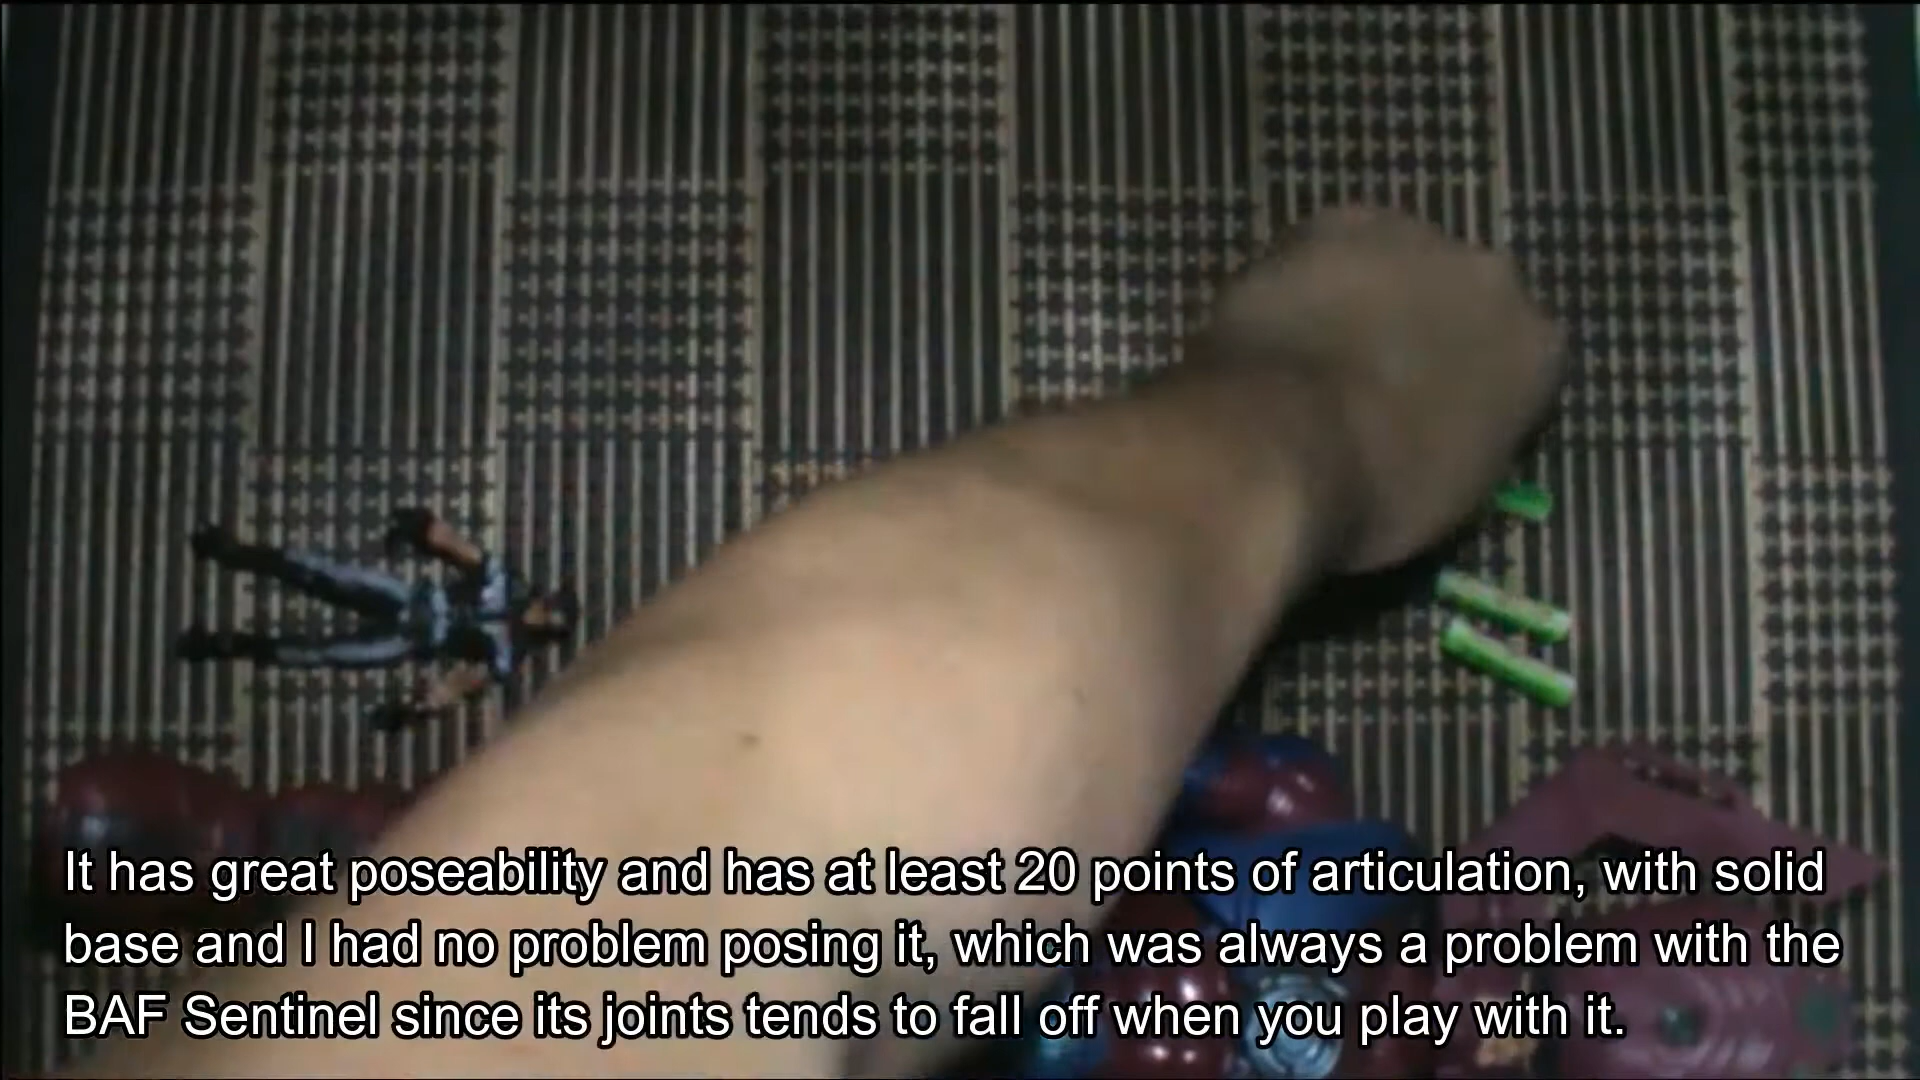 It has great poseability and has at least 20 points of articulation, with solid
base and I had no problem posing it, which was always a problem with the
BAF Sentinel since its joints tends to fall off when you play with it.